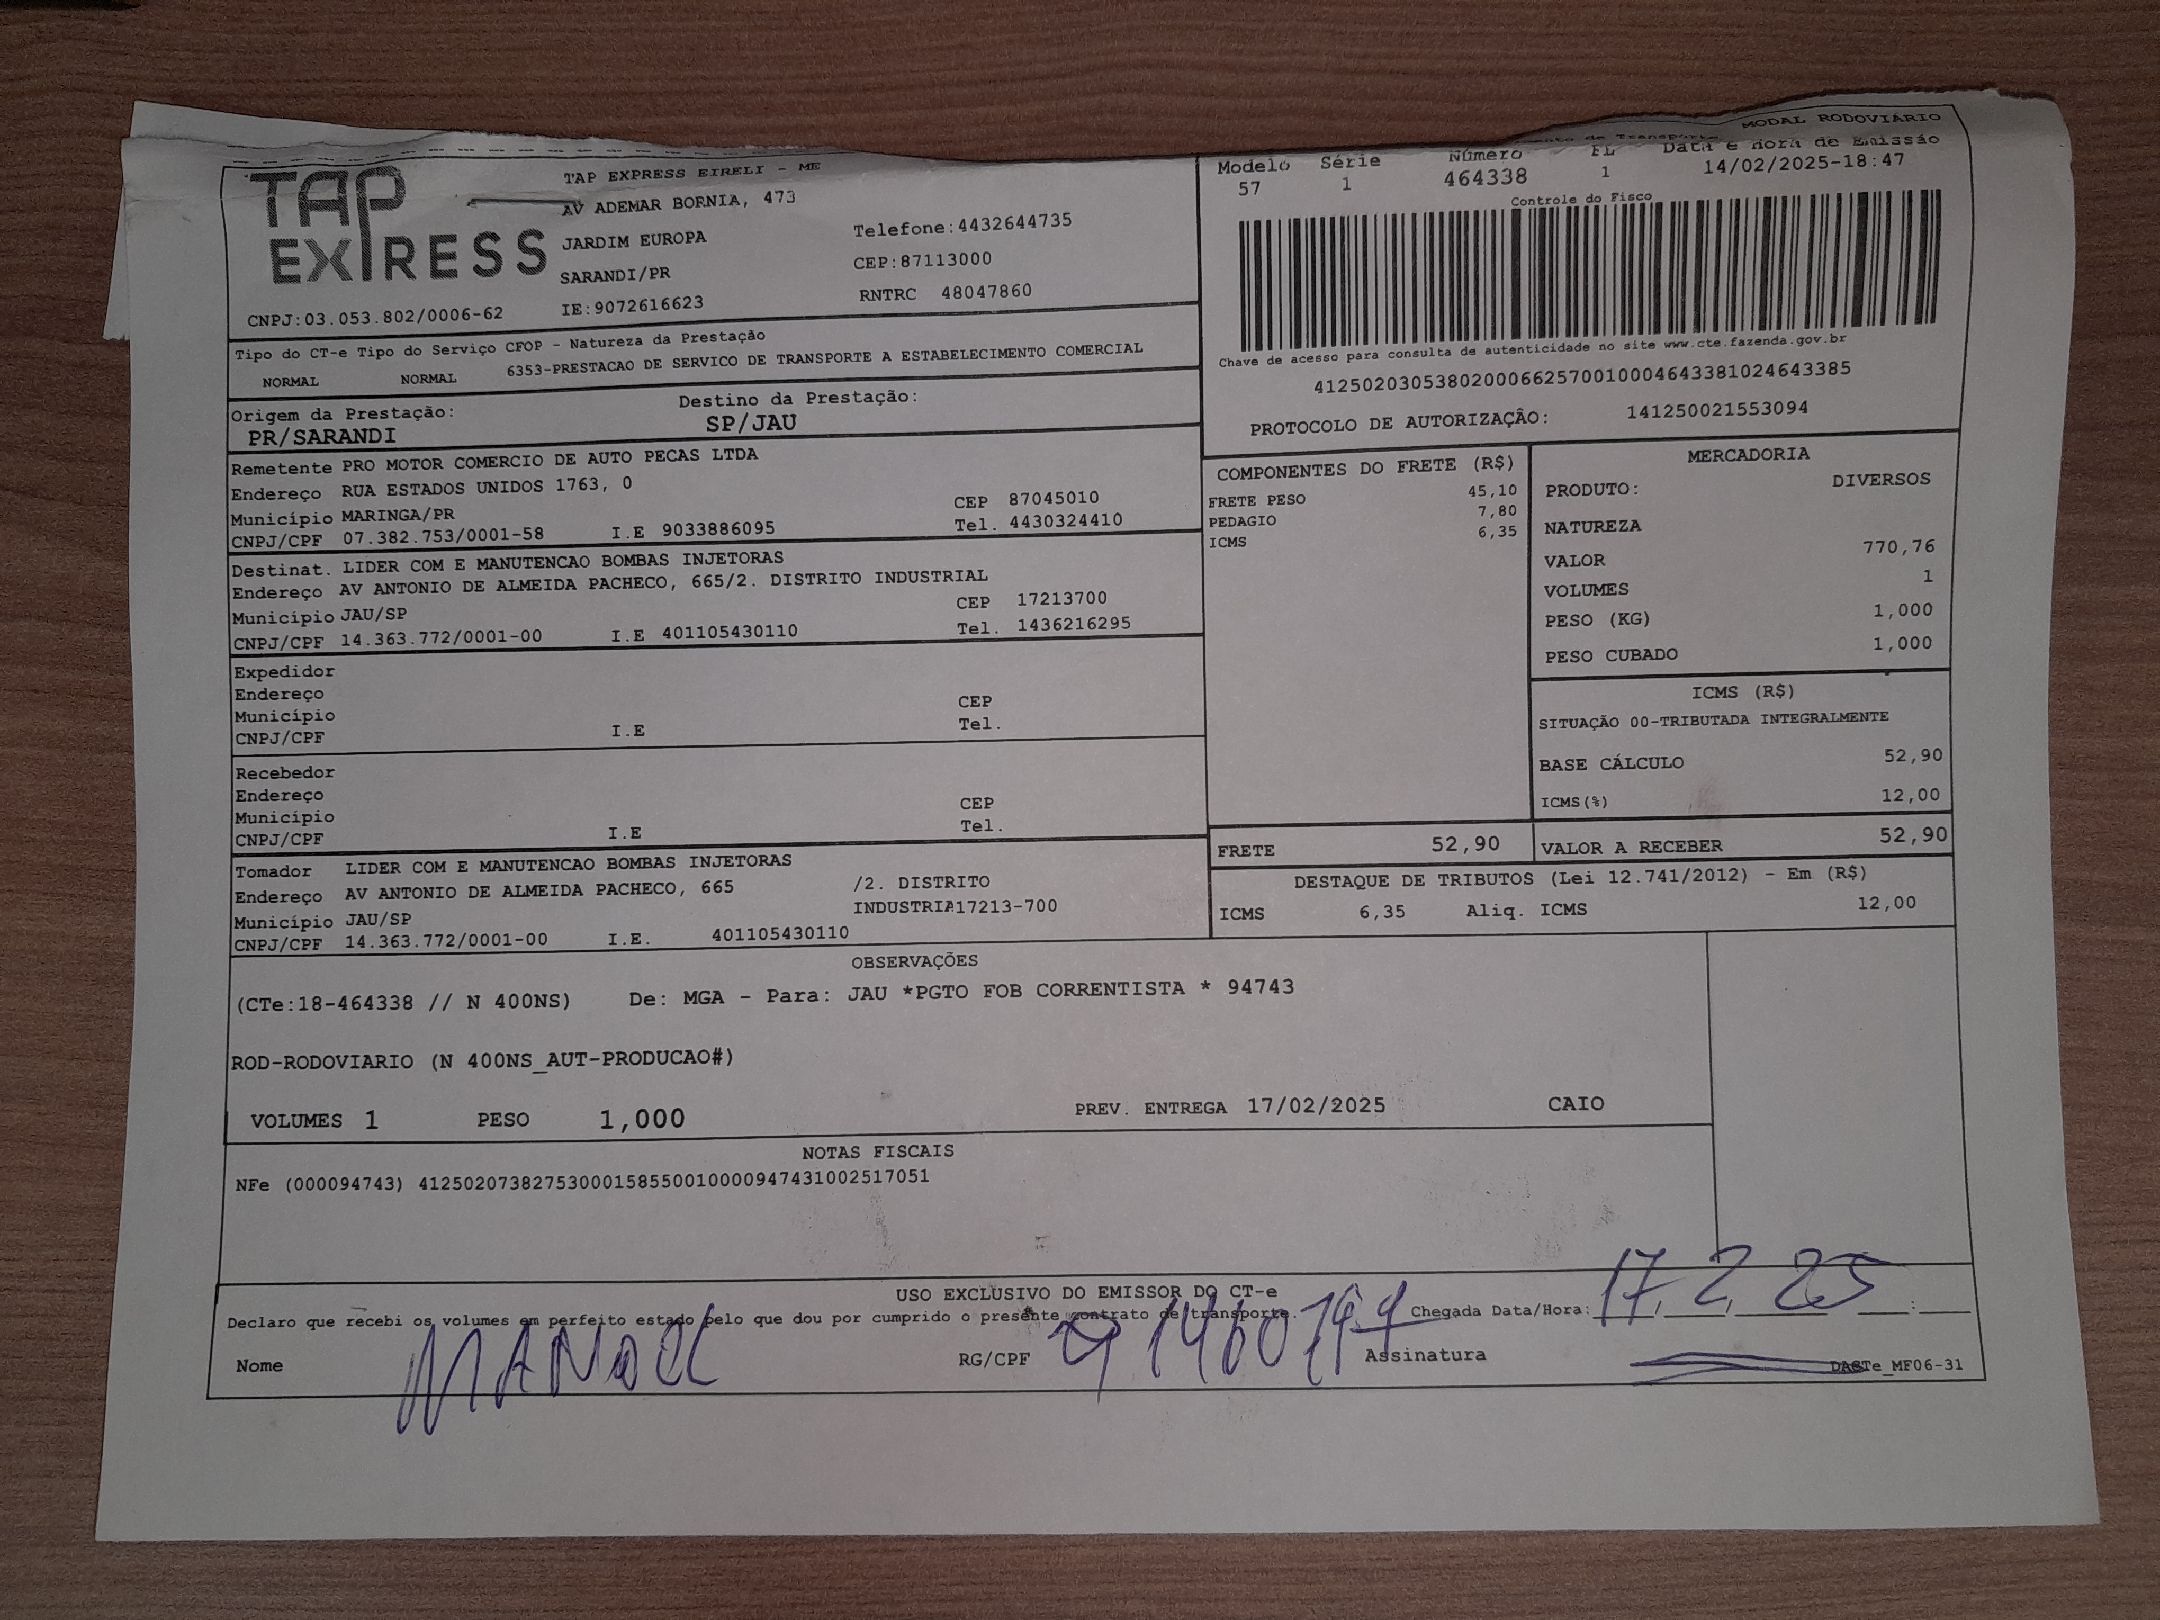 MODAL RODOVIÁRIO
TAP EXPRESS
TAP EXPRESS EIRELI - ME
AV ADEMAR BORNIA, 473
JARDIM EUROPA
Telefone:4432644735
SARANDI/PR
CEP:87113000
CNPJ:03.053.802/0006-62
IE:9072616623
RNTRC 48047860
Modelo Série Número FL Data e Hora de Emissão
57 1 464338 1 14/02/2025-18:47
Controle do Fisco
Chave de acesso para consulta de autenticidade no site www.cte.fazenda.gov.br
41250203053802000662570010004643381024643385
PROTOCOLO DE AUTORIZAÇÃO: 141250021553094
Tipo do CT-e Tipo do Serviço CFOP - Natureza da Prestação
NORMAL NORMAL 6353-PRESTACAO DE SERVICO DE TRANSPORTE A ESTABELECIMENTO COMERCIAL
Origem da Prestação: Destino da Prestação:
PR/SARANDI SP/JAU
Remetente PRO MOTOR COMERCIO DE AUTO PECAS LTDA
Endereço RUA ESTADOS UNIDOS 1763, 0
CEP 87045010
Município MARINGA/PR
Tel. 4430324410
CNPJ/CPF 07.382.753/0001-58 I.E 9033886095
Destinat. LIDER COM E MANUTENCAO BOMBAS INJETORAS
Endereço AV ANTONIO DE ALMEIDA PACHECO, 665/2. DISTRITO INDUSTRIAL
Município JAU/SP CEP 17213700
CNPJ/CPF 14.363.772/0001-00 I.E 401105430110 Tel. 1436216295
Expedidor
Endereço
Município CEP
CNPJ/CPF I.E Tel.
Recebedor
Endereço
Município CEP
CNPJ/CPF I.E Tel.
Tomador LIDER COM E MANUTENCAO BOMBAS INJETORAS
Endereço AV ANTONIO DE ALMEIDA PACHECO, 665 /2. DISTRITO
Município JAU/SP INDUSTRIA17213-700
CNPJ/CPF 14.363.772/0001-00 I.E. 401105430110
COMPONENTES DO FRETE (R$)
FRETE PESO 45,10
PEDAGIO 7,80
ICMS 6,35
MERCADORIA
PRODUTO: DIVERSOS
NATUREZA
VALOR 770,76
VOLUMES 1
PESO (KG) 1,000
PESO CUBADO 1,000
ICMS (R$)
SITUAÇÃO 00-TRIBUTADA INTEGRALMENTE
BASE CÁLCULO 52,90
ICMS(%) 12,00
FRETE 52,90 VALOR A RECEBER 52,90
DESTAQUE DE TRIBUTOS (Lei 12.741/2012) - Em (R$)
ICMS 6,35 Aliq. ICMS 12,00
OBSERVAÇÕES
(CTe:18-464338 // N 400NS) De: MGA - Para: JAU *PGTO FOB CORRENTISTA * 94743
ROD-RODOVIARIO (N 400NS_AUT-PRODUCAO#)
VOLUMES 1 PESO 1,000 PREV. ENTREGA 17/02/2025 CAIO
NOTAS FISCAIS
NFe (000094743) 41250207382753000158550010000947431002517051
USO EXCLUSIVO DO EMISSOR DO CT-e
Declaro que recebi os volumes em perfeito estado pelo que dou por cumprido o presente contrato de transporte. Chegada Data/Hora: 17 2 25 :
Nome MANOEL RG/CPF Assinatura DACTe_MF06-31